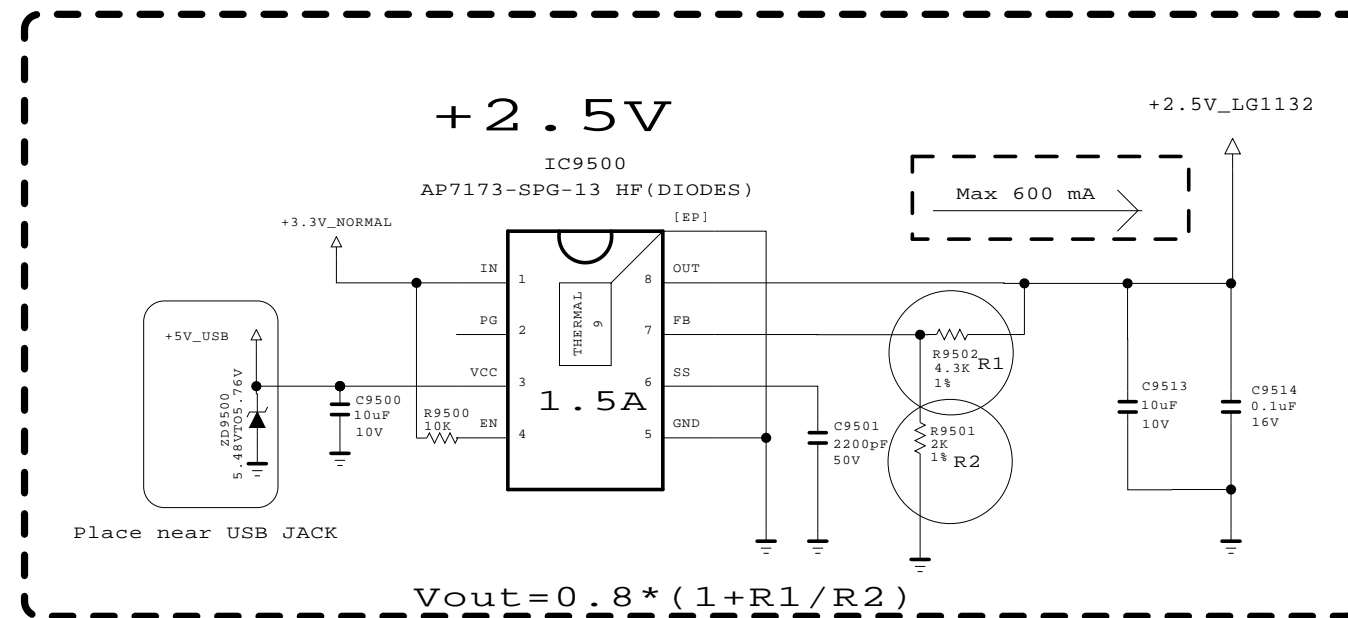 +2.5V
+2.5V_LG1132
IC9500
AP7173-SPG-13 HF(DIODES)
Max 600 mA
+3.3V_NORMAL
[EP]
IN
1
8
OUT
THERMAL
9
PG
2
7
FB
+5V_USB
R9502
4.3K
1%
R1
VCC
3
6
SS
1.5A
ZD9500
5.48VTO5.76V
C9500
10uF
10V
R9500
10K
EN
4
5
GND
C9501
2200pF
50V
R9501
2K
1%
R2
C9513
10uF
10V
C9514
0.1uF
16V
Place near USB JACK
Vout=0.8*(1+R1/R2)